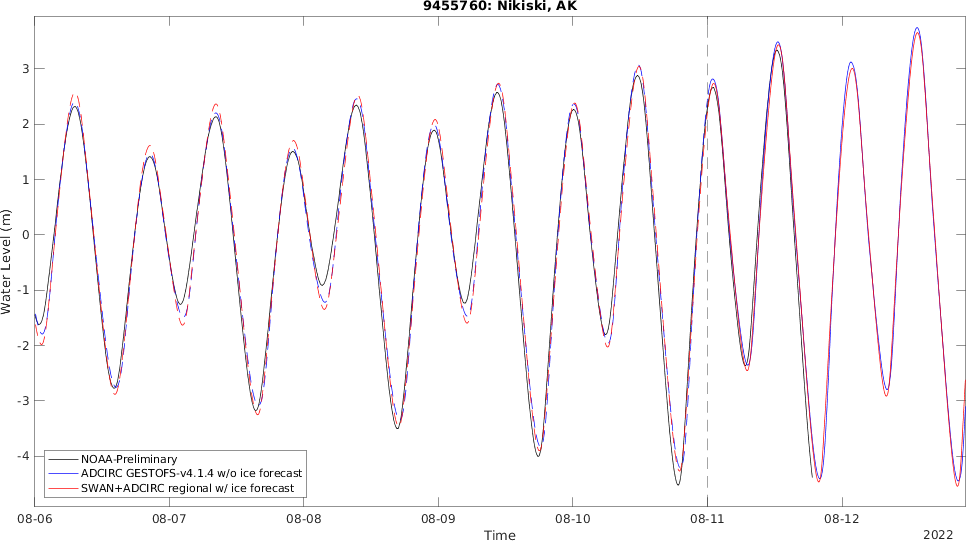 9455760: Nikiski, AK
Water Level (m)
3
2
1
0
-1
-2
-3
-4
NOAA-Preliminary
ADCIRC GESTOFS-v4.1.4 w/o ice forecast
SWAN+ADCIRC regional w/ ice forecast
08-06 08-07 08-08 08-09 08-10 08-11 08-12
Time
2022